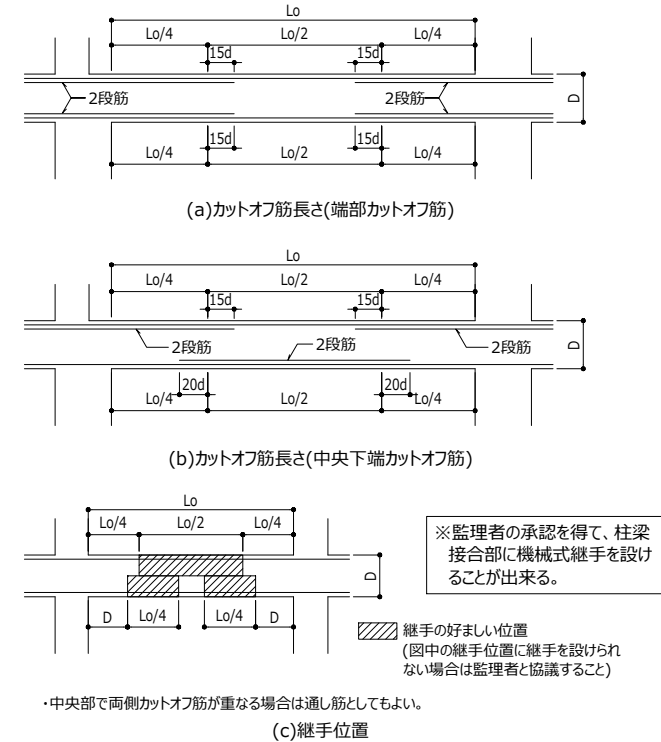 Lo
Lo/4 Lo/2 Lo/4
15d 15d
2段筋 2段筋 D
15d 15d
Lo/4 Lo/2 Lo/4
(a)カットオフ筋長さ(端部カットオフ筋)
Lo
Lo/4 Lo/2 Lo/4
15d 15d
2段筋 2段筋 2段筋 D
20d 20d
Lo/4 Lo/2 Lo/4
(b)カットオフ筋長さ(中央下端カットオフ筋)
Lo
Lo/4 Lo/2 Lo/4
D
D Lo/4 Lo/4 D
※監理者の承認を得て、柱梁
接合部に機械式継手を設け
ることが出来る。
継手の好ましい位置
(図中の継手位置に継手を設けられ
ない場合は監理者と協議すること)
・中央部で両側カットオフ筋が重なる場合は通し筋としてもよい。
(c)継手位置